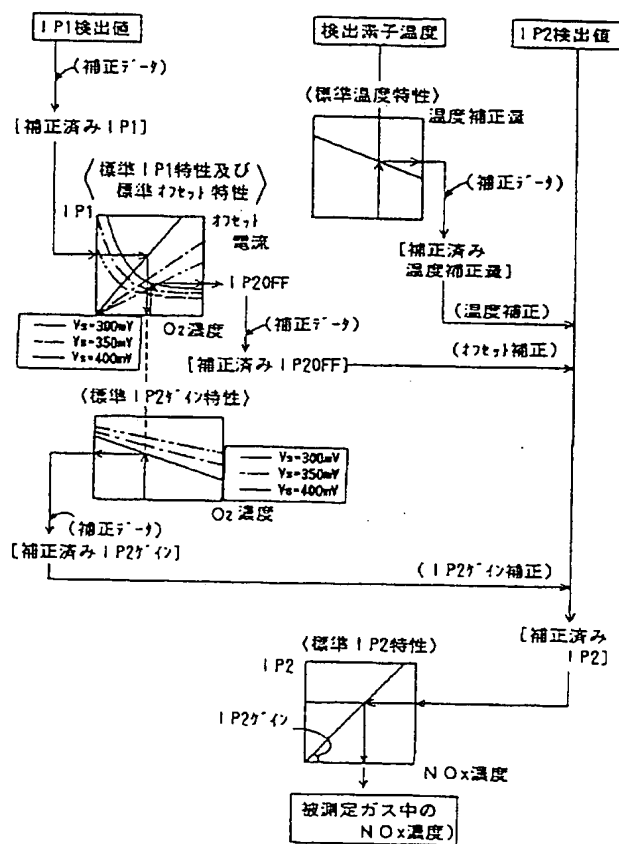 IP1検出値
検出素子温度
IP2検出値
(補正データ)
[補正済みIP1]
〈標準温度特性〉
温度補正量
(補正データ)
[補正済み
温度補正量]
(温度補正)
〈標準IP1特性及び
標準オフセット特性〉
IP1
オフセット
電流
IP2OFF
O2濃度
Vs=300mV
Vs=350mV
Vs=400mV
(補正データ)
[補正済みIP2OFF]
(オフセット補正)
〈標準IP2ゲイン特性〉
Vs=300mV
Vs=350mV
Vs=400mV
O2濃度
(補正データ)
[補正済みIP2ゲイン]
(IP2ゲイン補正)
[補正済み
IP2]
〈標準IP2特性〉
IP2
IP2ゲイン
NOx濃度
被測定ガス中の
NOx濃度)